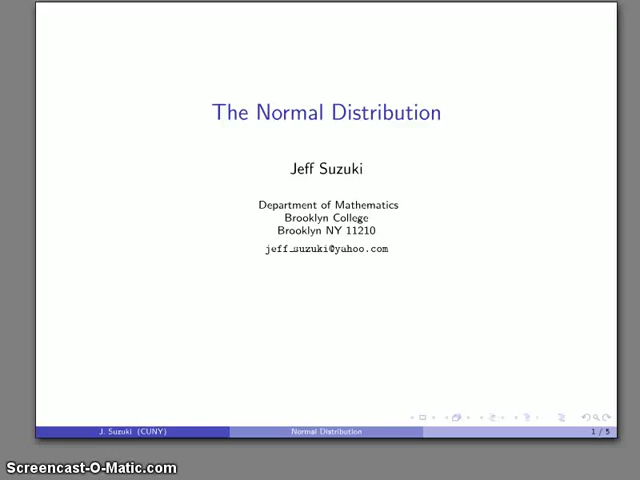 The Normal Distribution
Jeff Suzuki
Department of Mathematics
Brooklyn College
Brooklyn NY 11210
jeff_suzuki@yahoo.com
J. Suzuki (CUNY)
Normal Distribution
1 / 5
Screencast-O-Matic.com